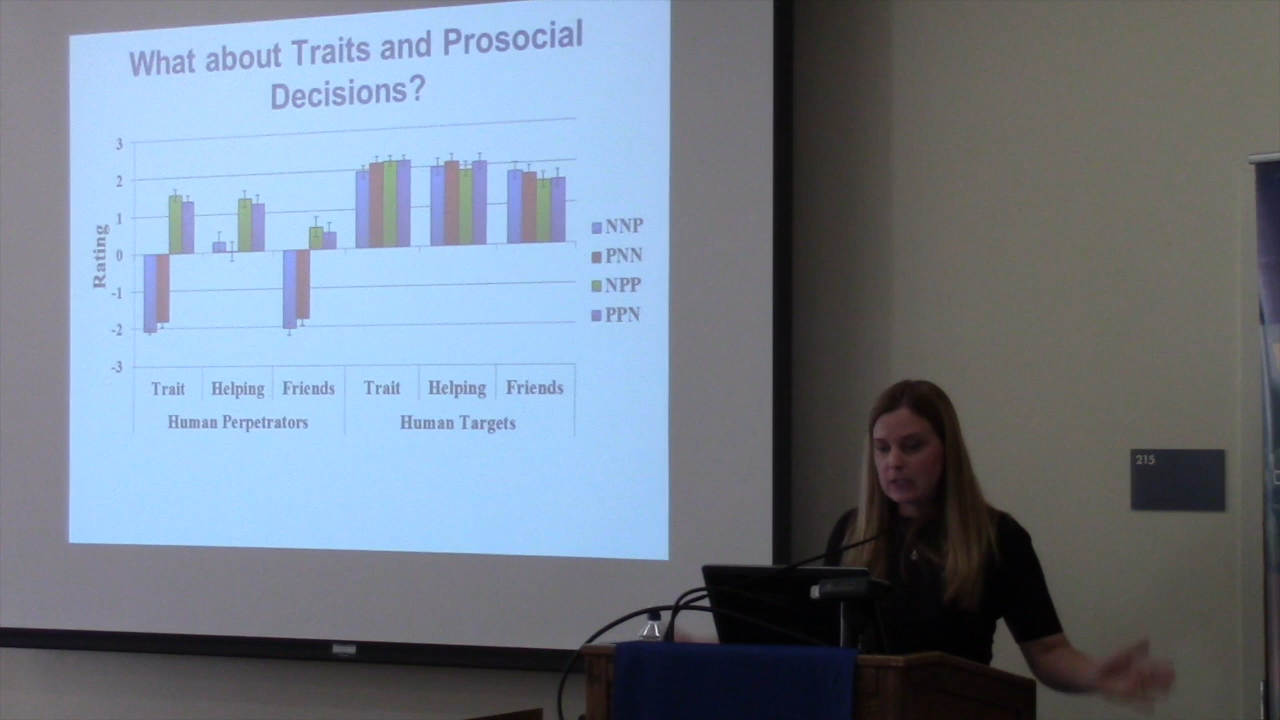 What about Traits and Prosocial
Decisions?
3
2
1
0
-1
-2
-3
Rating
NNP
PNN
NPP
PPN
Trait Helping Friends Trait Helping Friends
Human Perpetrators Human Targets
215